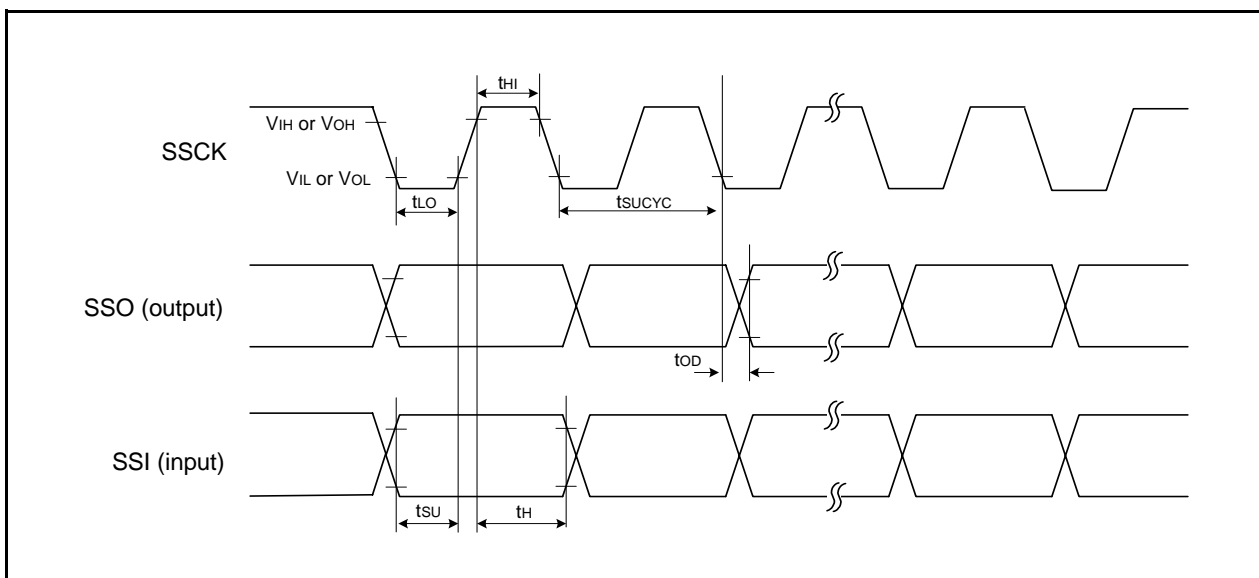 tHI
VIH or VOH
SSCK
VIL or VOL
tLO
tSUCYC
SSO (output)
tOD
SSI (input)
tSU
tH